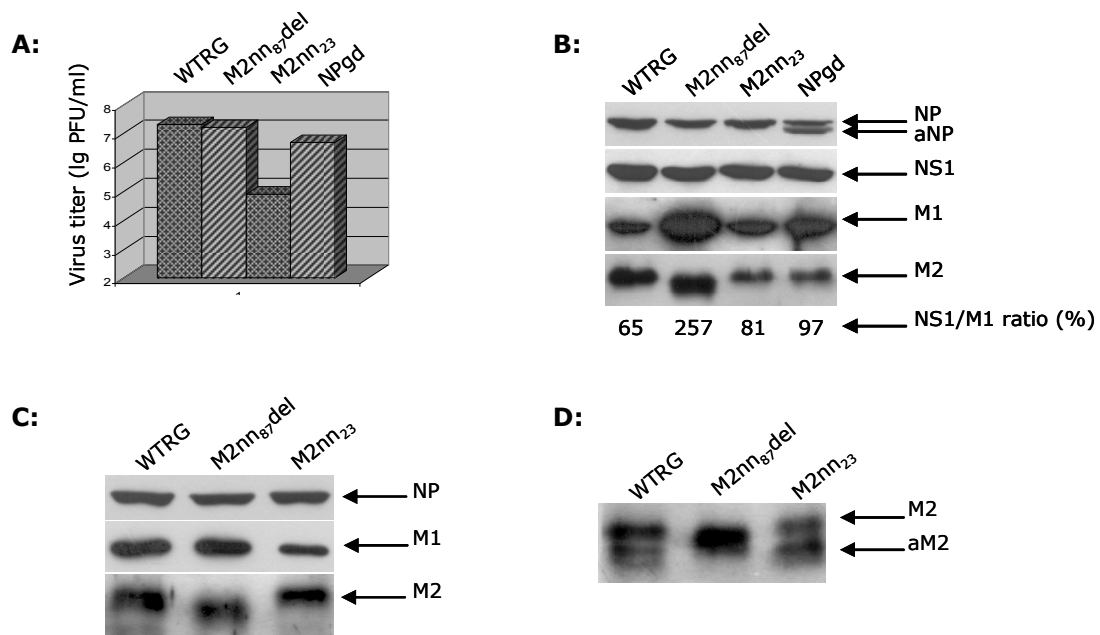 A:
WTRG M2nn₈₇del M2nn₂₃ NPgd
Virus titer (lg PFU/ml)
8
7
6
5
4
3
2
B:
WTRG M2nn₈₇del M2nn₂₃ NPgd
NP
aNP
NS1
M1
M2
65 257 81 97 NS1/M1 ratio (%)
C:
WTRG M2nn₈₇del M2nn₂₃
NP
M1
M2
D:
WTRG M2nn₈₇del M2nn₂₃
M2
aM2